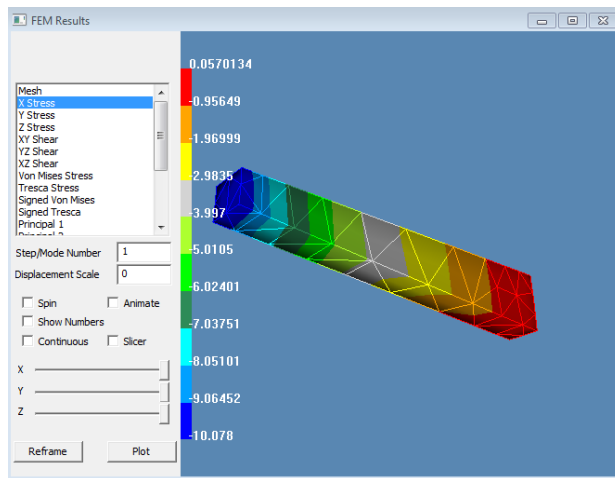 FEM Results
Mesh
X Stress
Y Stress
Z Stress
XY Shear
YZ Shear
XZ Shear
Von Mises Stress
Tresca Stress
Signed Von Mises
Signed Tresca
Principal 1
Step/Mode Number 1
Displacement Scale 0
Spin Animate
Show Numbers
Continuous Slicer
X
Y
Z
Reframe Plot
0.0570134
-0.95649
-1.96999
-2.9835
-3.997
-5.0105
-6.02401
-7.03751
-8.05101
-9.06452
-10.078